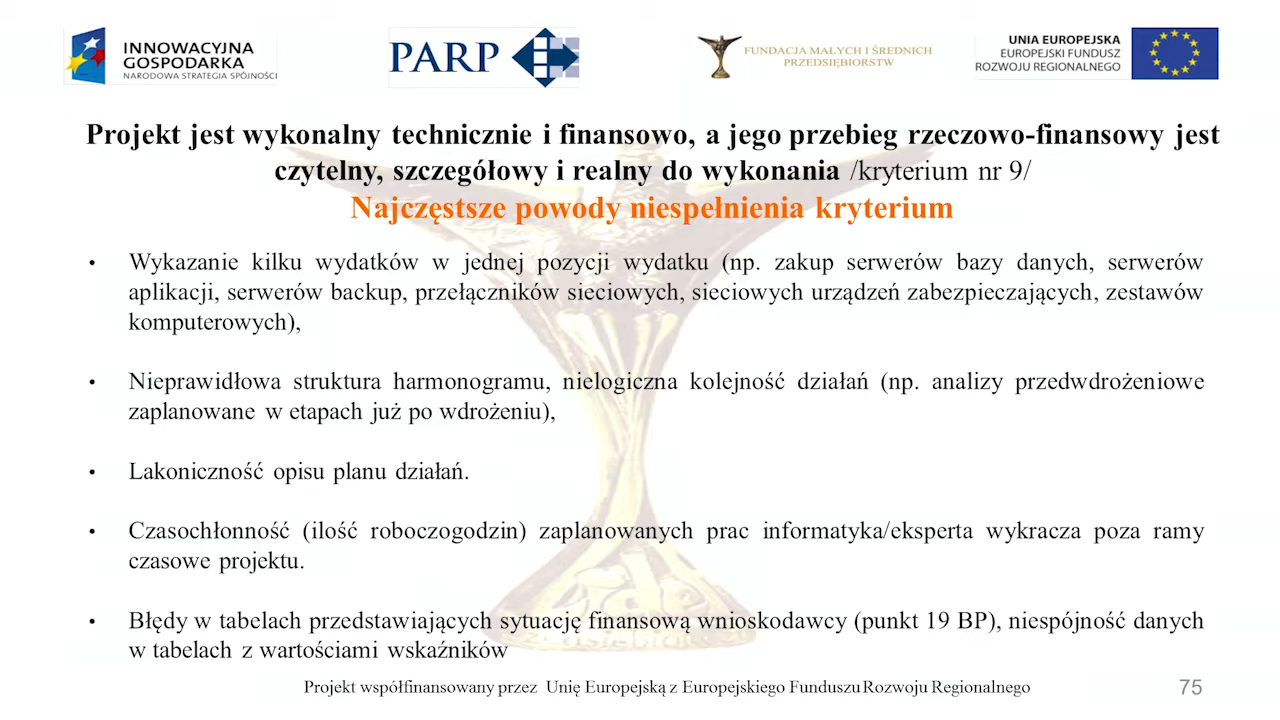 INNOWACYJNA
GOSPODARKA
NARODOWA STRATEGIA SPÓJNOŚCI
PARP
FUNDACJA MAŁYCH I ŚREDNICH
PRZEDSIĘBIORSTW
UNIA EUROPEJSKA
EUROPEJSKI FUNDUSZ
ROZWOJU REGIONALNEGO
Projekt jest wykonalny technicznie i finansowo, a jego przebieg rzeczowo-finansowy jest
czytelny, szczegółowy i realny do wykonania /kryterium nr 9/
Najczęstsze powody niespełnienia kryterium
• Wykazanie kilku wydatków w jednej pozycji wydatku (np. zakup serwerów bazy danych, serwerów
aplikacji, serwerów backup, przełączników sieciowych, sieciowych urządzeń zabezpieczających, zestawów
komputerowych),
• Nieprawidłowa struktura harmonogramu, nielogiczna kolejność działań (np. analizy przedwdrożeniowe
zaplanowane w etapach już po wdrożeniu),
• Lakoniczność opisu planu działań.
• Czasochłonność (ilość roboczogodzin) zaplanowanych prac informatyka/eksperta wykracza poza ramy
czasowe projektu.
• Błędy w tabelach przedstawiających sytuację finansową wnioskodawcy (punkt 19 BP), niespójność danych
w tabelach z wartościami wskaźników
Projekt współfinansowany przez Unię Europejską z Europejskiego Funduszu Rozwoju Regionalnego
75